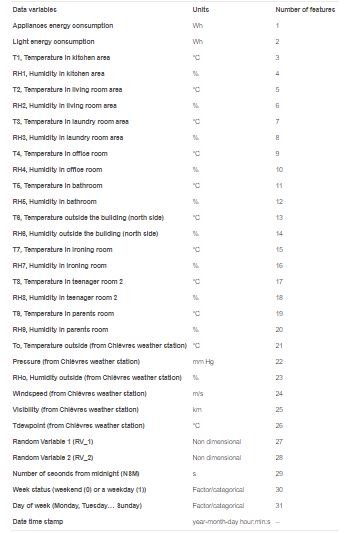 Data variables Units Number of features
Appliances energy consumption Wh 1
Light energy consumption Wh 2
T1, Temperature in kitchen area °C 3
RH1, Humidity in kitchen area % 4
T2, Temperature in living room area °C 5
RH2, Humidity in living room area % 6
T3, Temperature in laundry room area °C 7
RH3, Humidity in laundry room area % 8
T4, Temperature in office room °C 9
RH4, Humidity in office room % 10
T5, Temperature in bathroom °C 11
RH5, Humidity in bathroom % 12
T6, Temperature outside the building (north side) °C 13
RH6, Humidity outside the building (north side) % 14
T7, Temperature in ironing room °C 15
RH7, Humidity in ironing room % 16
T8, Temperature in teenager room 2 °C 17
RH8, Humidity in teenager room 2 % 18
T9, Temperature in parents room °C 19
RH9, Humidity in parents room % 20
To, Temperature outside (from Chièvres weather station) °C 21
Pressure (from Chièvres weather station) mm Hg 22
RHo, Humidity outside (from Chièvres weather station) % 23
Windspeed (from Chièvres weather station) m/s 24
Visibility (from Chièvres weather station) km 25
Tdewpoint (from Chièvres weather station) °C 26
Random Variable 1 (RV_1) Non dimensional 27
Random Variable 2 (RV_2) Non dimensional 28
Number of seconds from midnight (NSM) s 29
Week status (weekend (0) or a weekday (1)) Factor/categorical 30
Day of week (Monday, Tuesday… Sunday) Factor/categorical 31
Date time stamp year-month-day hour:min:s –